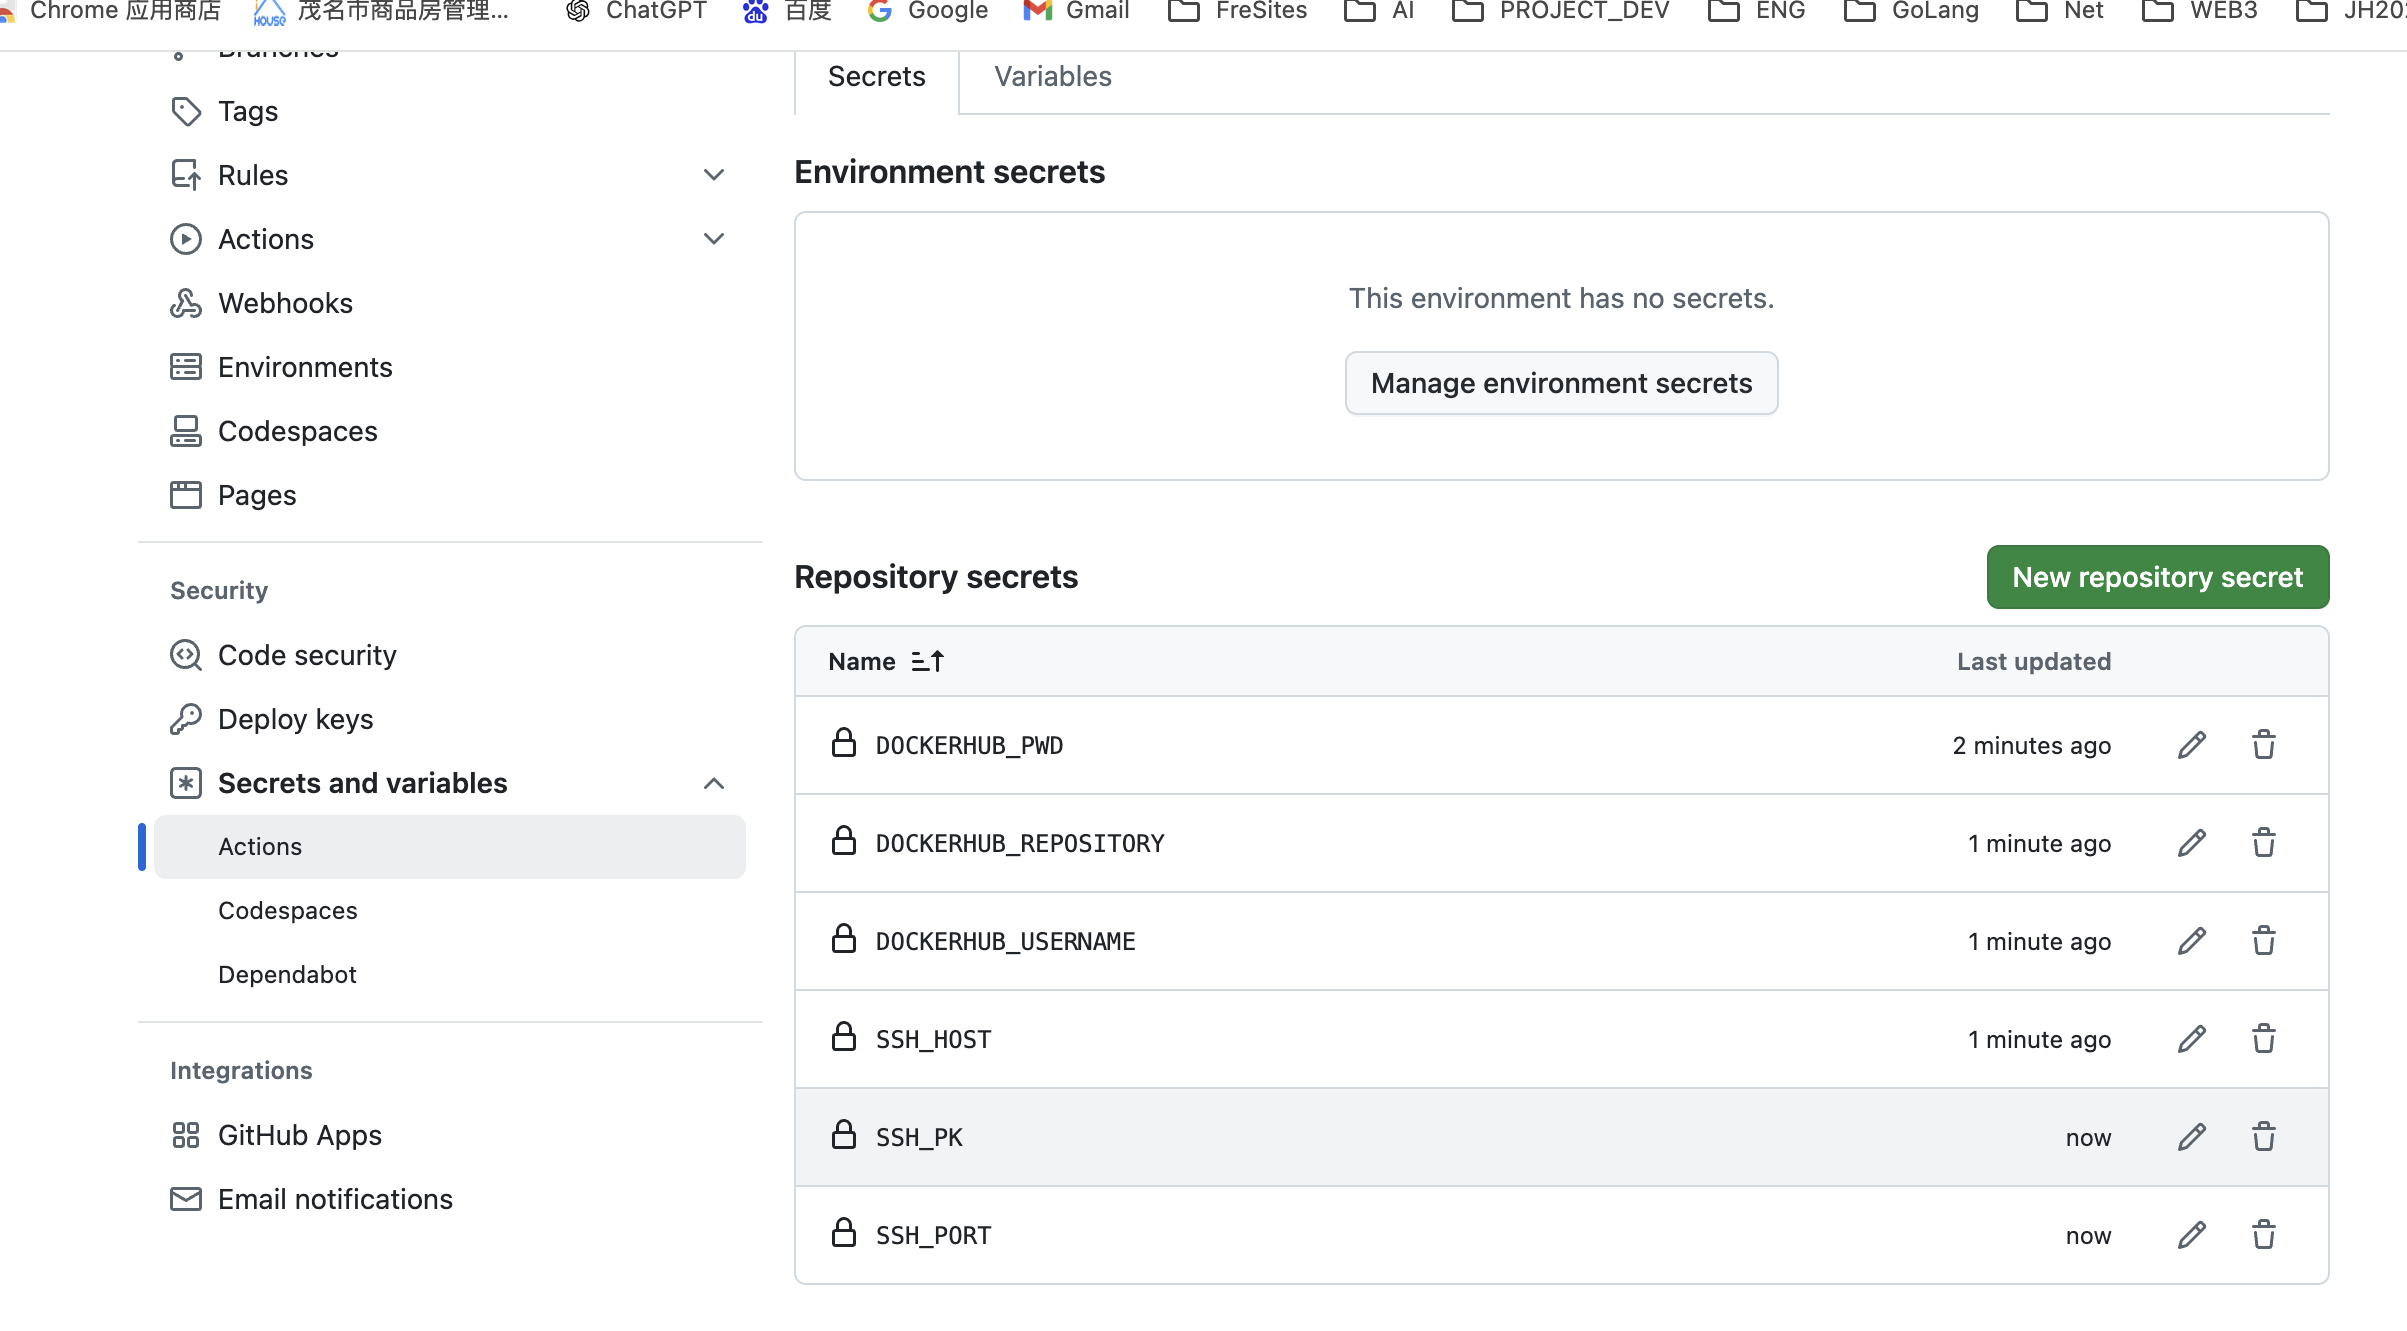 Chrome 应用商店 茂名市商品房管理... ChatGPT 百度 Google Gmail FreSites AI PROJECT_DEV ENG GoLang Net WEB3
Branches
Tags
Rules
Actions
Webhooks
Environments
Codespaces
Pages
Security
Code security
Deploy keys
Secrets and variables
Actions
Codespaces
Dependabot
Integrations
GitHub Apps
Email notifications
Secrets Variables
Environment secrets
This environment has no secrets.
Manage environment secrets
Repository secrets New repository secret
Name Last updated
DOCKERHUB_PWD 2 minutes ago
DOCKERHUB_REPOSITORY 1 minute ago
DOCKERHUB_USERNAME 1 minute ago
SSH_HOST 1 minute ago
SSH_PK now
SSH_PORT now